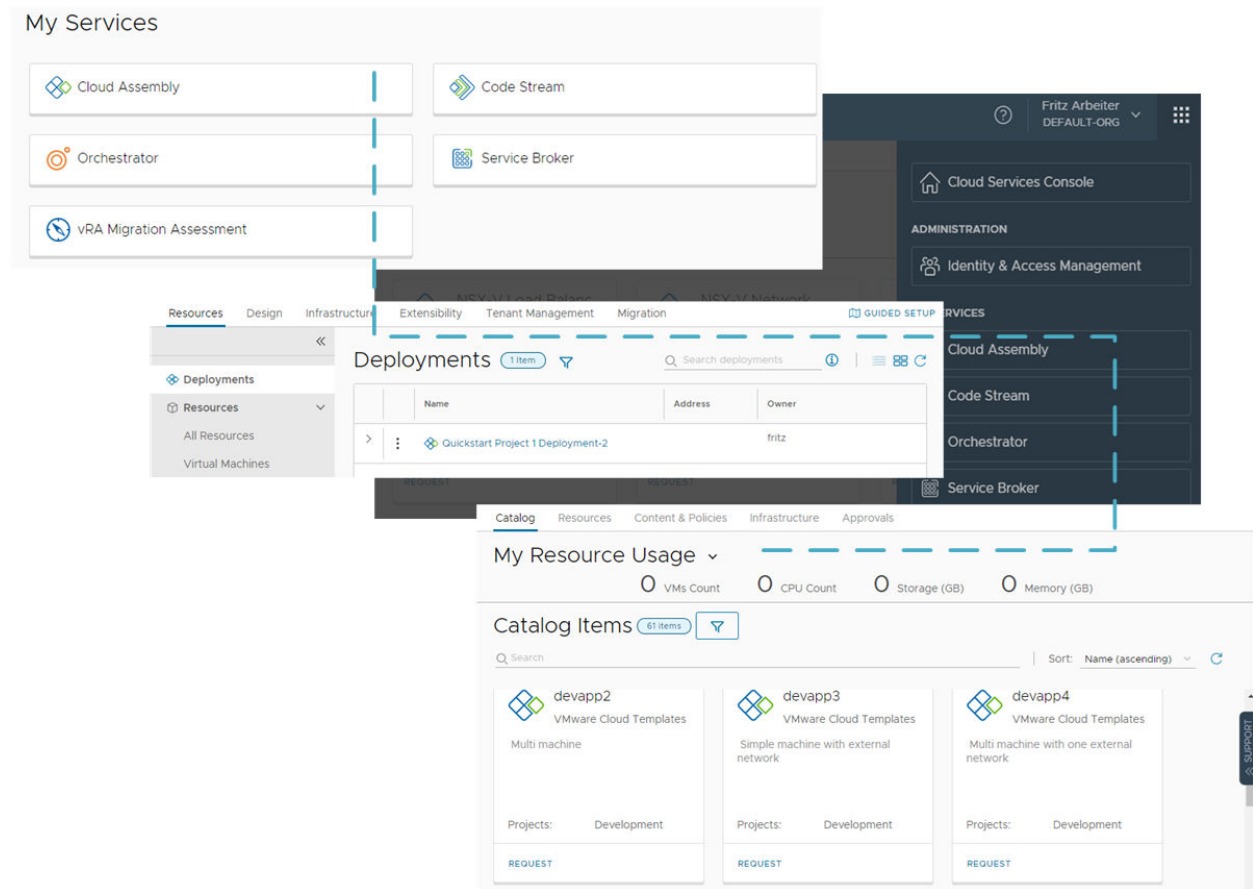 My Services
Cloud Assembly
Code Stream
Orchestrator
Service Broker
vRA Migration Assessment
Fritz Arbeiter
DEFAULT-ORG
Cloud Services Console
ADMINISTRATION
Identity & Access Management
NSX-V Load Balanc
NSX-V Network
RVICES
Cloud Assembly
Code Stream
Orchestrator
Service Broker
REQUEST
REQUEST
Resources Design Infrastructure Extensibility Tenant Management Migration GUIDED SETUP
Deployments 1 Item Search deployments
Deployments
Resources
All Resources
Virtual Machines
Name Address Owner
Quickstart Project 1 Deployment-2 fritz
Catalog Resources Content & Policies Infrastructure Approvals
My Resource Usage
0 VMs Count 0 CPU Count 0 Storage (GB) 0 Memory (GB)
Catalog Items 61 items
Search Sort: Name (ascending)
devapp2
VMware Cloud Templates
Multi machine
Projects: Development
REQUEST
devapp3
VMware Cloud Templates
Simple machine with external
network
Projects: Development
REQUEST
devapp4
VMware Cloud Templates
Multi machine with one external
network
Projects: Development
REQUEST
SUPPORT